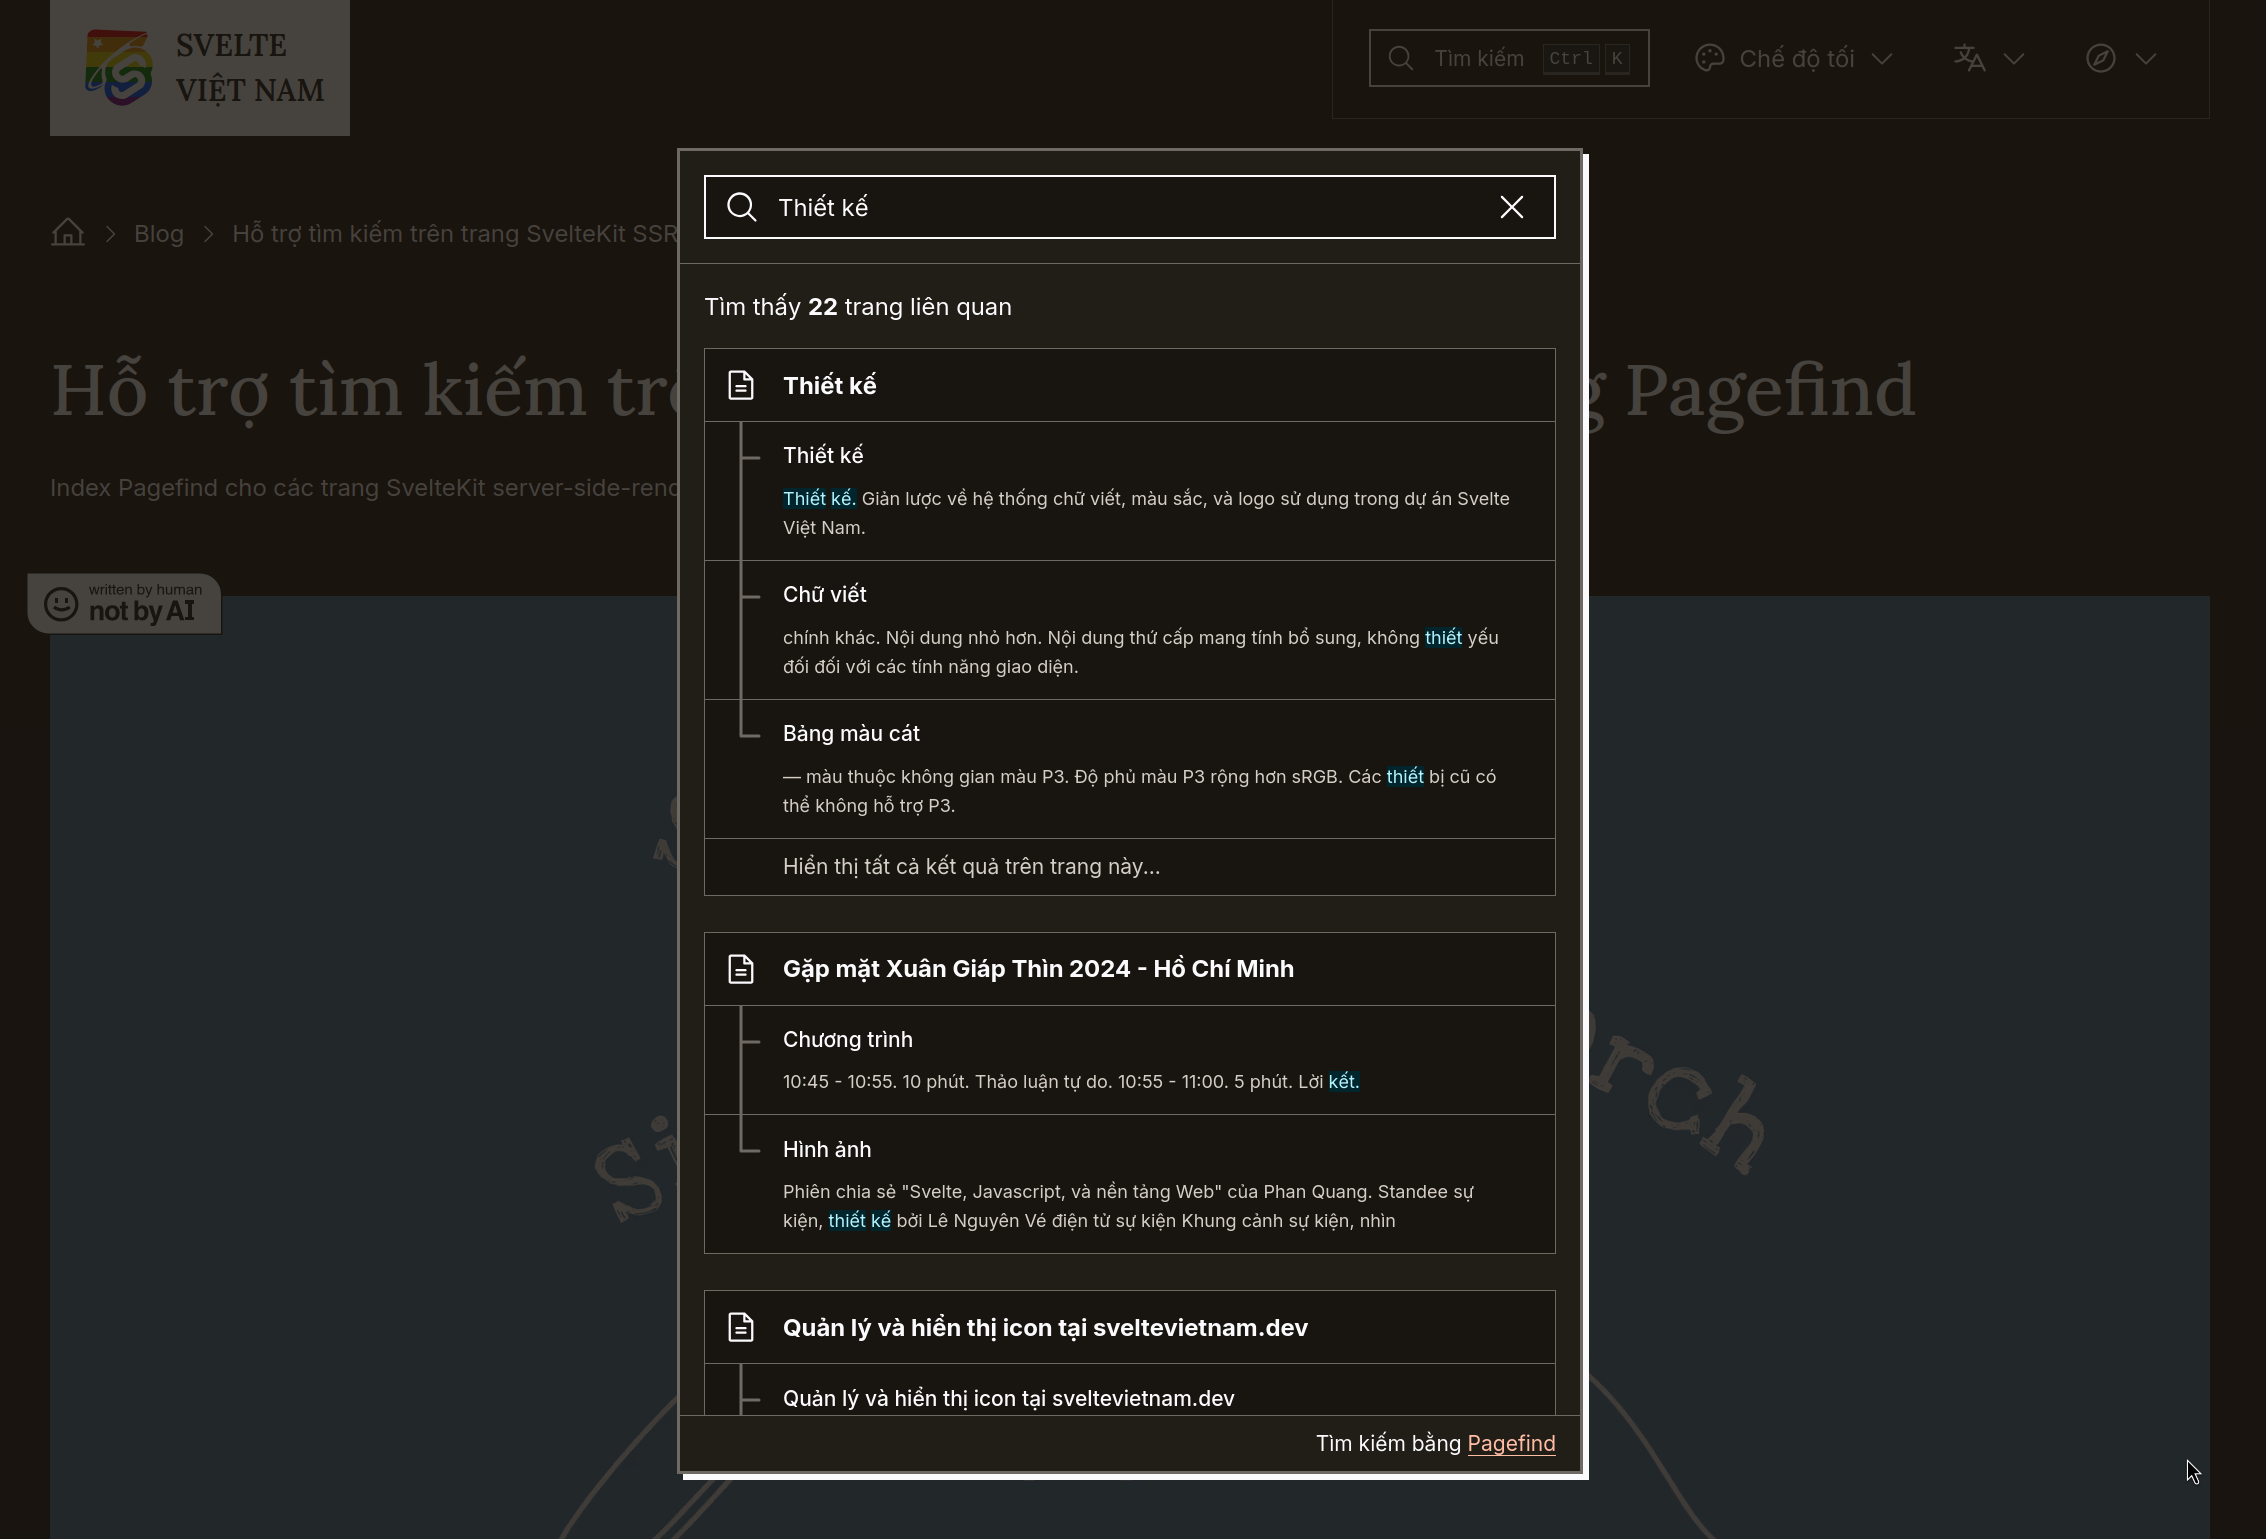 SVELTE
VIỆT NAM
Tìm kiếm Ctrl K
Chế độ tối
Blog
Hỗ trợ tìm kiếm trên trang SvelteKit SSR
Pagefind
Index Pagefind cho các trang SvelteKit
written by human
not by AI
Thiết kế
Tìm thấy 22 trang liên quan
Thiết kế
Thiết kế
Thiết kế. Giản lược về hệ thống chữ viết, màu sắc, và logo sử dụng trong dự án Svelte
Việt Nam.
Chữ viết
chính khác. Nội dung nhỏ hơn. Nội dung thứ cấp mang tính bổ sung, không thiết yếu
đối đối với các tính năng giao diện.
Bảng màu cát
— màu thuộc không gian màu P3. Độ phủ màu P3 rộng hơn sRGB. Các thiết bị cũ có
thể không hỗ trợ P3.
Hiển thị tất cả kết quả trên trang này...
Gặp mặt Xuân Giáp Thìn 2024 - Hồ Chí Minh
Chương trình
10:45 - 10:55. 10 phút. Thảo luận tự do. 10:55 - 11:00. 5 phút. Lời kết.
Hình ảnh
Phiên chia sẻ "Svelte, Javascript, và nền tảng Web" của Phan Quang. Standee sự
kiện, thiết kế bởi Lê Nguyên Vé điện tử sự kiện Khung cảnh sự kiện, nhìn
Quản lý và hiển thị icon tại sveltevietnam.dev
Quản lý và hiển thị icon tại sveltevietnam.dev
Tìm kiếm bằng Pagefind